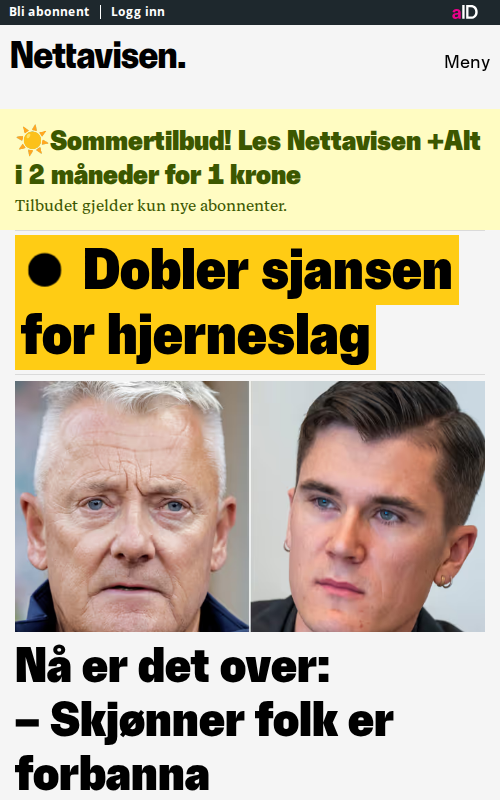 Bli abonnent | Logg inn
aID
Nettavisen.
Meny
☀️Sommertilbud! Les Nettavisen +Alt
i 2 måneder for 1 krone
Tilbudet gjelder kun nye abonnenter.
● Dobler sjansen
for hjerneslag
Nå er det over:
– Skjønner folk er
forbanna